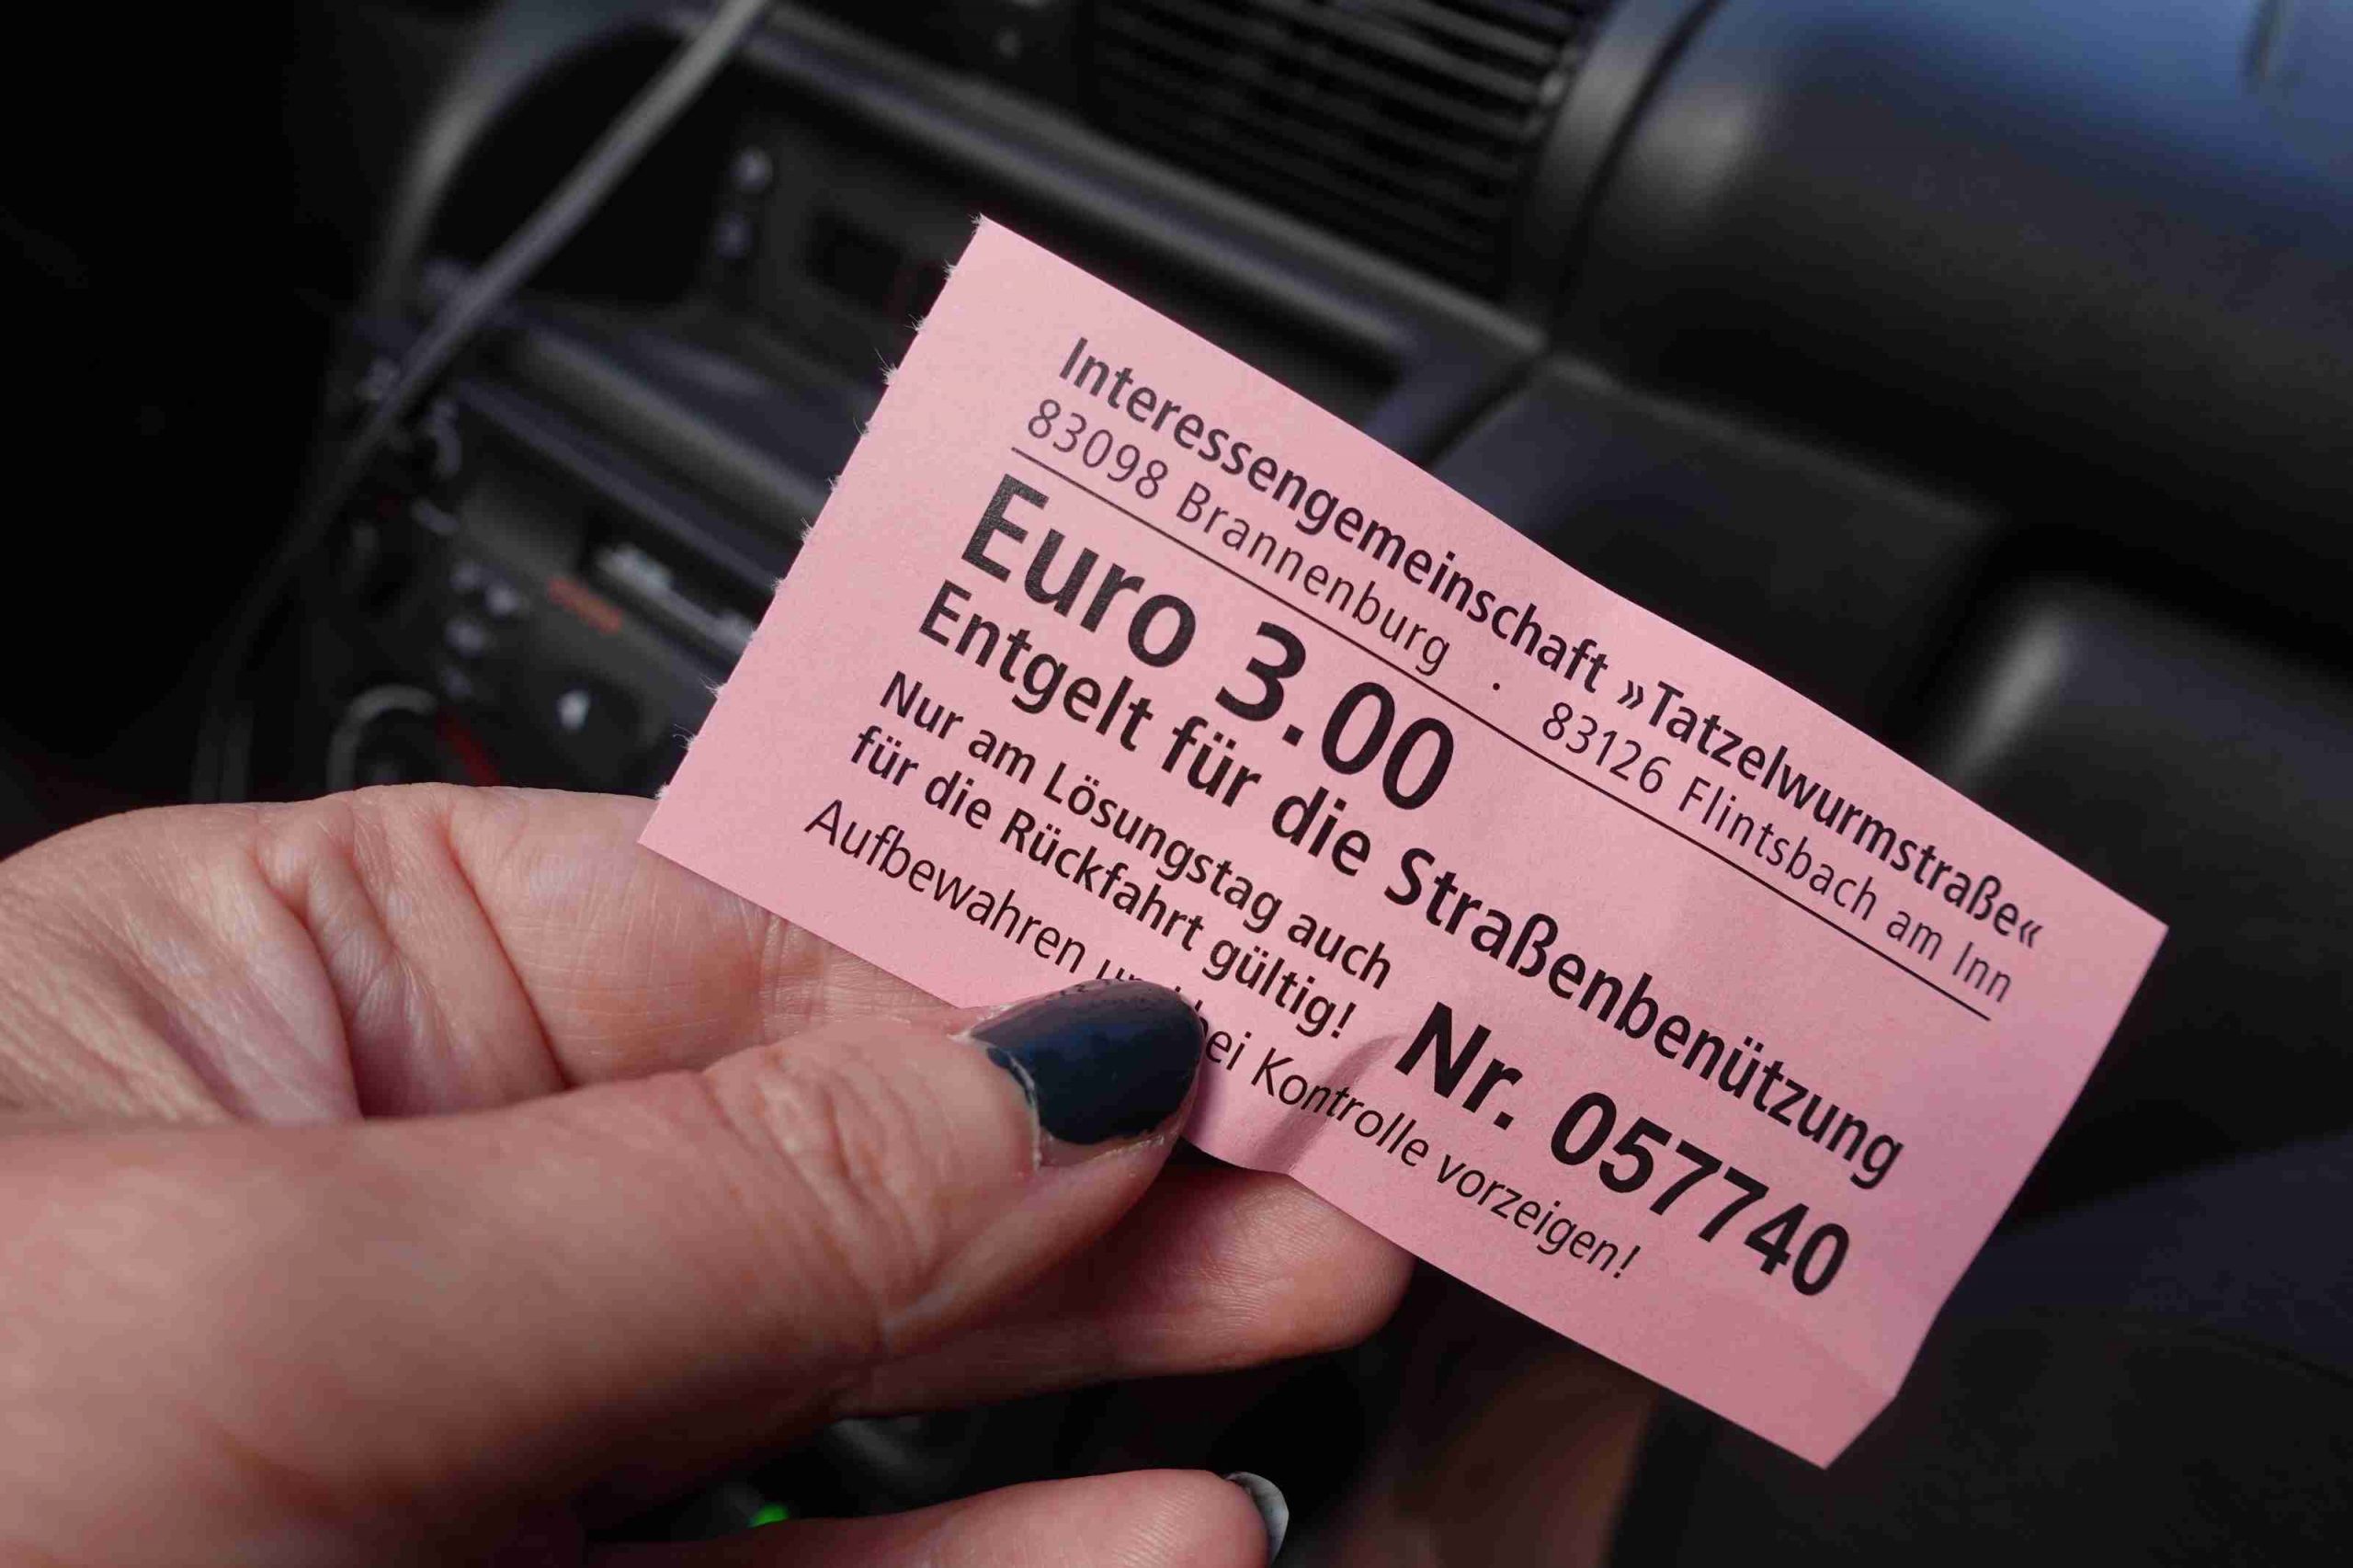 Interessengemeinschaft »Tatzelwurmstraße«
83098 Brannenburg · 83126 Flintsbach am Inn
Euro 3.00
Entgelt für die Straßenbenützung
Nur am Lösungstag auch
für die Rückfahrt gültig!
Nr. 057740
Aufbewahren bei Kontrolle vorzeigen!